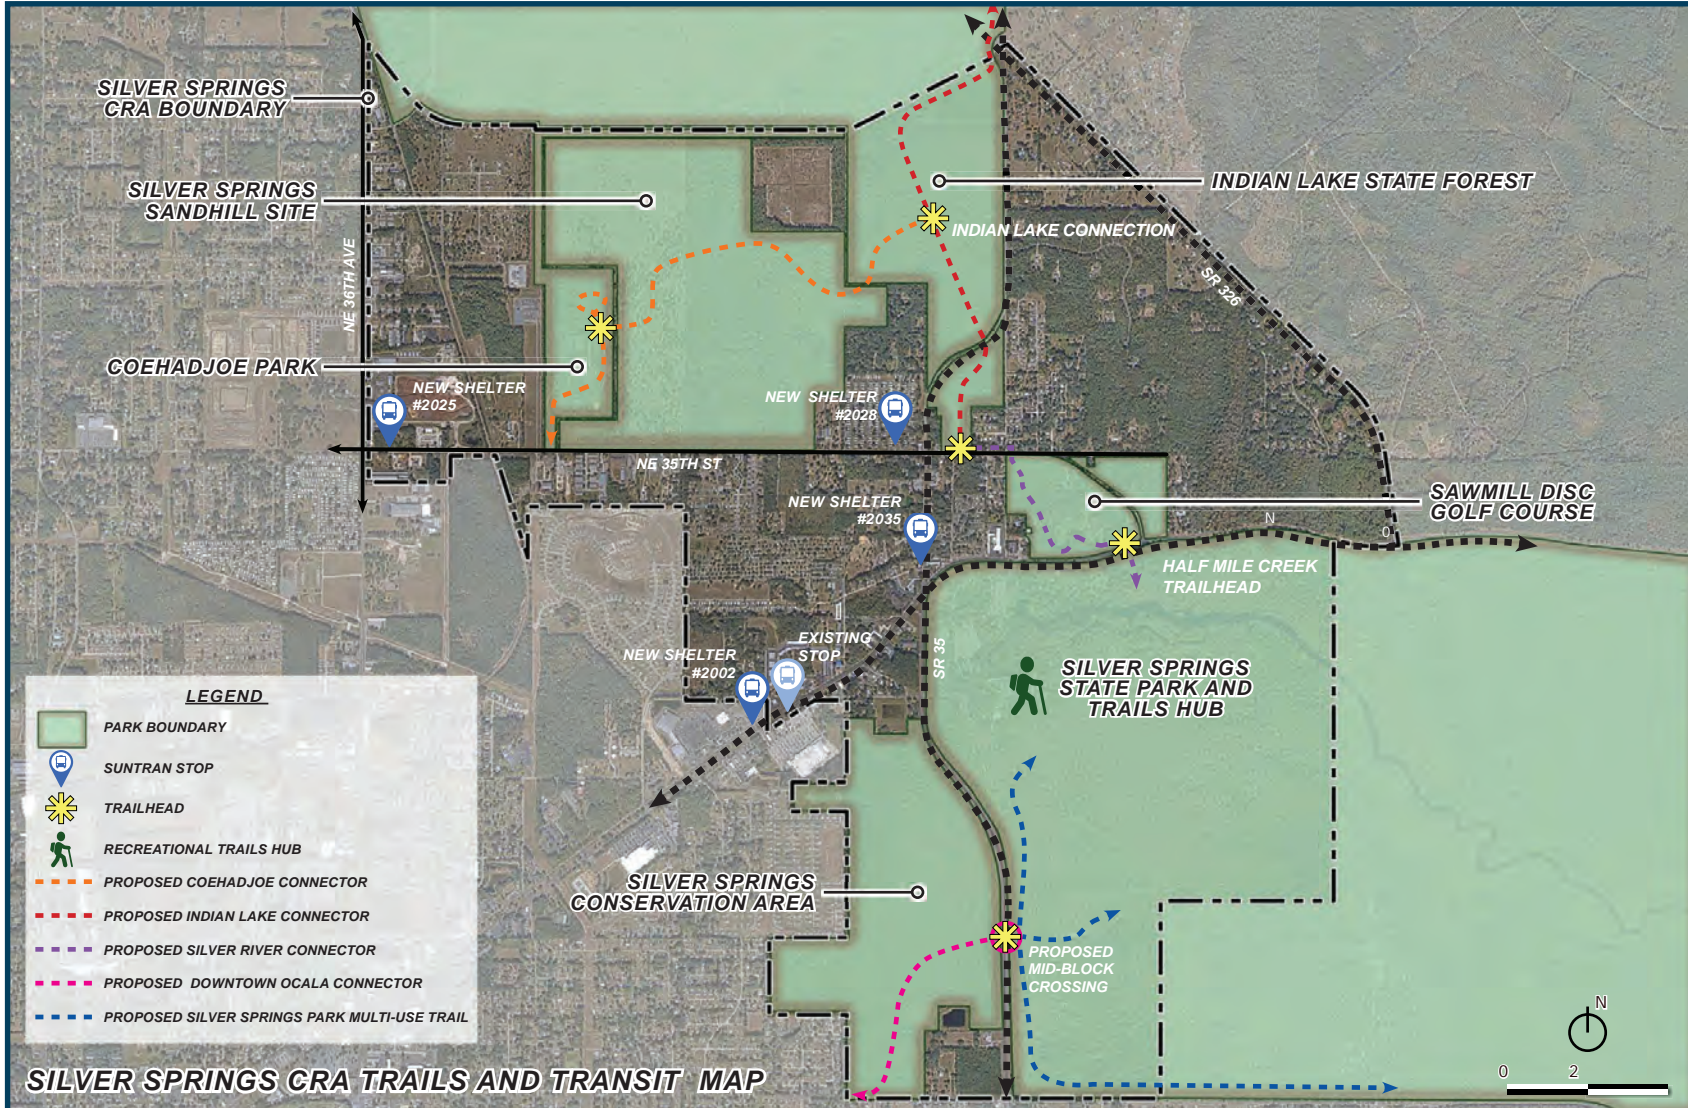 SILVER SPRINGS
CRA BOUNDARY
SILVER SPRINGS
SANDHILL SITE
INDIAN LAKE STATE FOREST
INDIAN LAKE CONNECTION
NE 36TH AVE
SR 326
COEHADJOE PARK
NEW SHELTER
#2025
NEW SHELTER
#2028
NE 35TH ST
NEW SHELTER
#2035
SAWMILL DISC
GOLF COURSE
N
0
HALF MILE CREEK
TRAILHEAD
EXISTING
STOP
NEW SHELTER
#2002
SR 35
SILVER SPRINGS
STATE PARK AND
TRAILS HUB
LEGEND
PARK BOUNDARY
SUNTRAN STOP
TRAILHEAD
RECREATIONAL TRAILS HUB
PROPOSED COEHADJOE CONNECTOR
PROPOSED INDIAN LAKE CONNECTOR
PROPOSED SILVER RIVER CONNECTOR
PROPOSED DOWNTOWN OCALA CONNECTOR
PROPOSED SILVER SPRINGS PARK MULTI-USE TRAIL
SILVER SPRINGS
CONSERVATION AREA
PROPOSED
MID-BLOCK
CROSSING
N
0 2
SILVER SPRINGS CRA TRAILS AND TRANSIT MAP